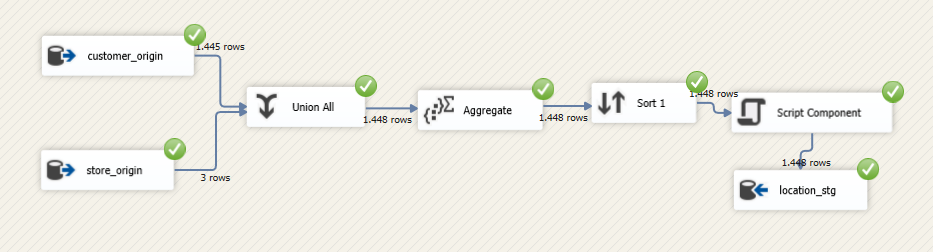 customer_origin
1.445 rows
Union All
1.448 rows
Aggregate
1.448 rows
Sort 1
1.448 rows
Script Component
store_origin
3 rows
1.448 rows
location_stg